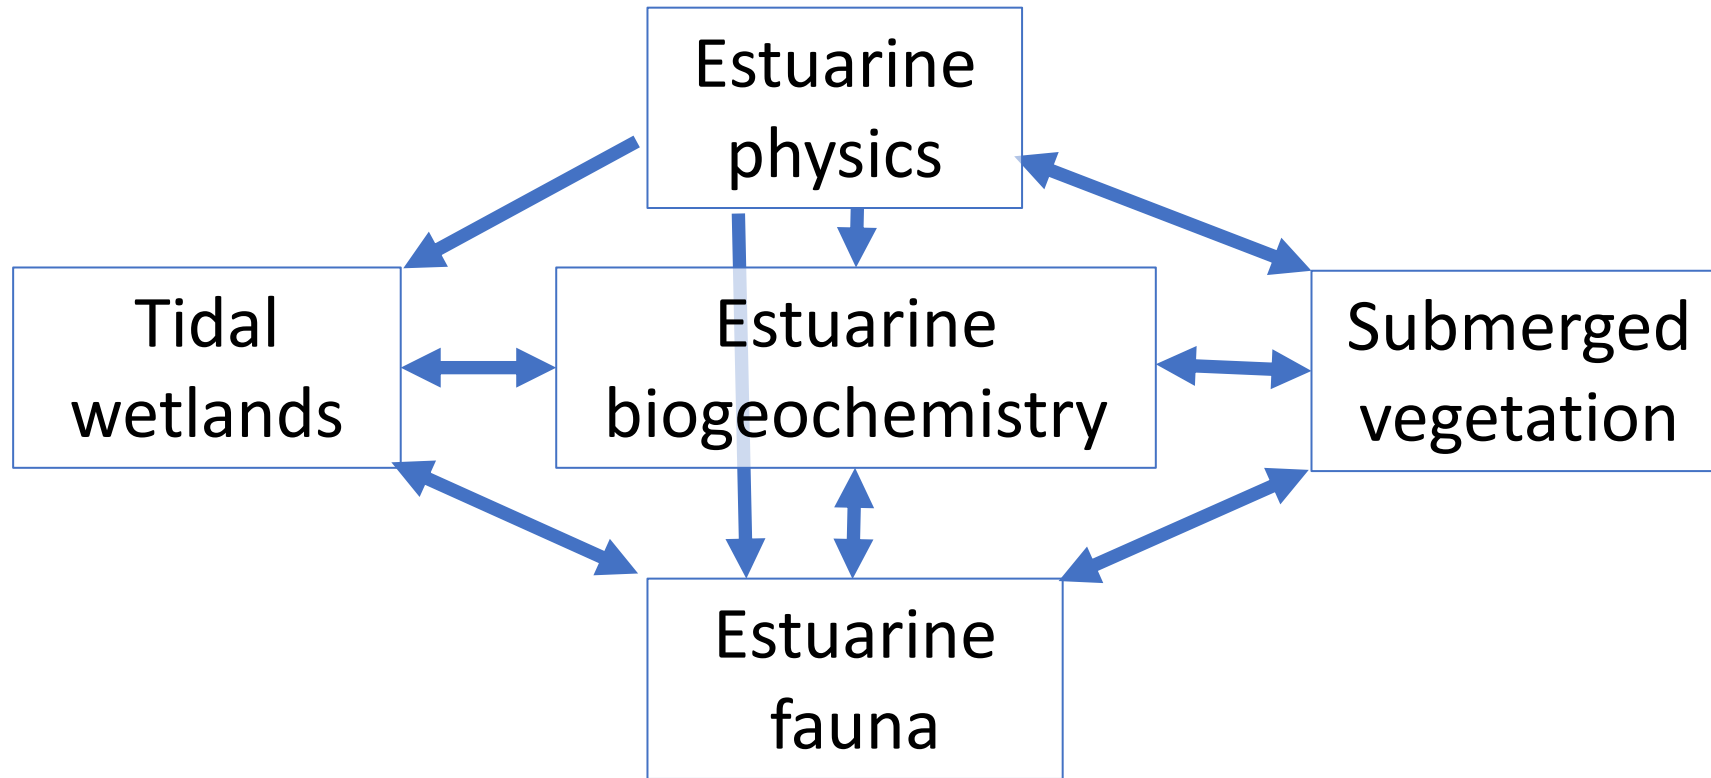 Estuarine
physics
Tidal
wetlands
Estuarine
biogeochemistry
Submerged
vegetation
Estuarine
fauna